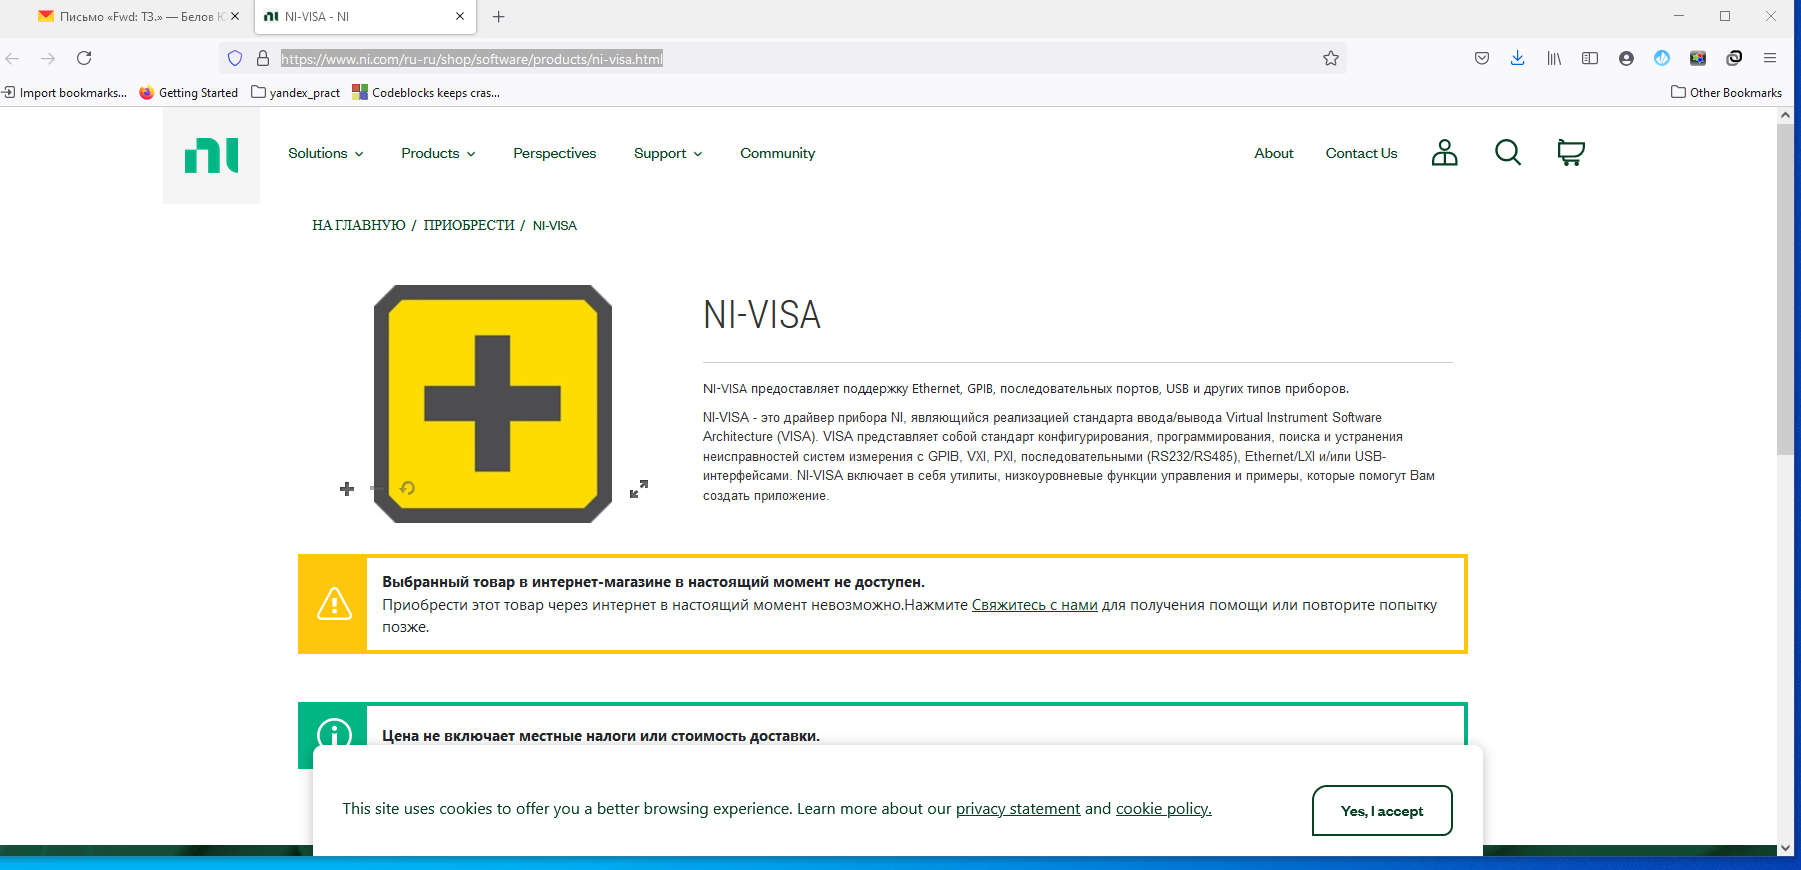 Письмо «Fwd: ТЗ.» — Белов Ю
NI-VISA - NI
https://www.ni.com/ru-ru/shop/software/products/ni-visa.html
Import bookmarks...
Getting Started
yandex_pract
Codeblocks keeps cras...
Other Bookmarks
Solutions
Products
Perspectives
Support
Community
About
Contact Us
НА ГЛАВНУЮ / ПРИОБРЕСТИ / NI-VISA
NI-VISA
NI-VISA предоставляет поддержку Ethernet, GPIB, последовательных портов, USB и других типов приборов.
NI-VISA - это драйвер прибора NI, являющийся реализацией стандарта ввода/вывода Virtual Instrument Software
Architecture (VISA). VISA представляет собой стандарт конфигурирования, программирования, поиска и устранения
неисправностей систем измерения с GPIB, VXI, PXI, последовательными (RS232/RS485), Ethernet/LXI и/или USB-
интерфейсами. NI-VISA включает в себя утилиты, низкоуровневые функции управления и примеры, которые помогут Вам
создать приложение.
Выбранный товар в интернет-магазине в настоящий момент не доступен.
Приобрести этот товар через интернет в настоящий момент невозможно.Нажмите Свяжитесь с нами для получения помощи или повторите попытку
позже.
Цена не включает местные налоги или стоимость доставки.
This site uses cookies to offer you a better browsing experience. Learn more about our privacy statement and cookie policy.
Yes, I accept